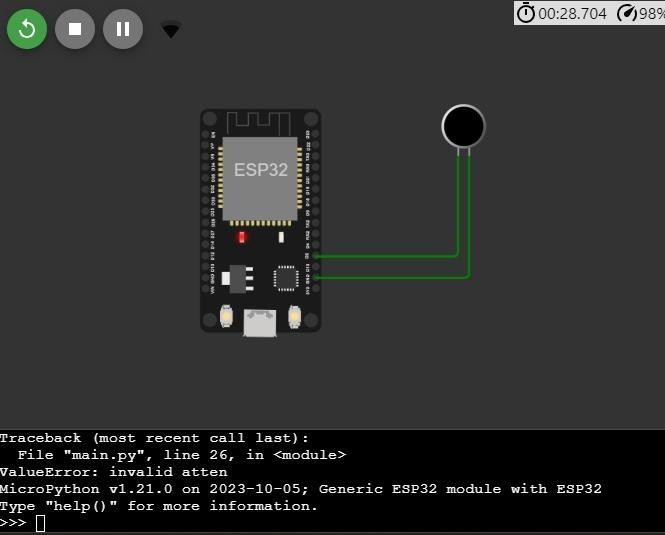 00:28.704 98%
ESP32
Traceback (most recent call last):
  File "main.py", line 26, in <module>
ValueError: invalid atten
MicroPython v1.21.0 on 2023-10-05; Generic ESP32 module with ESP32
Type "help()" for more information.
>>>